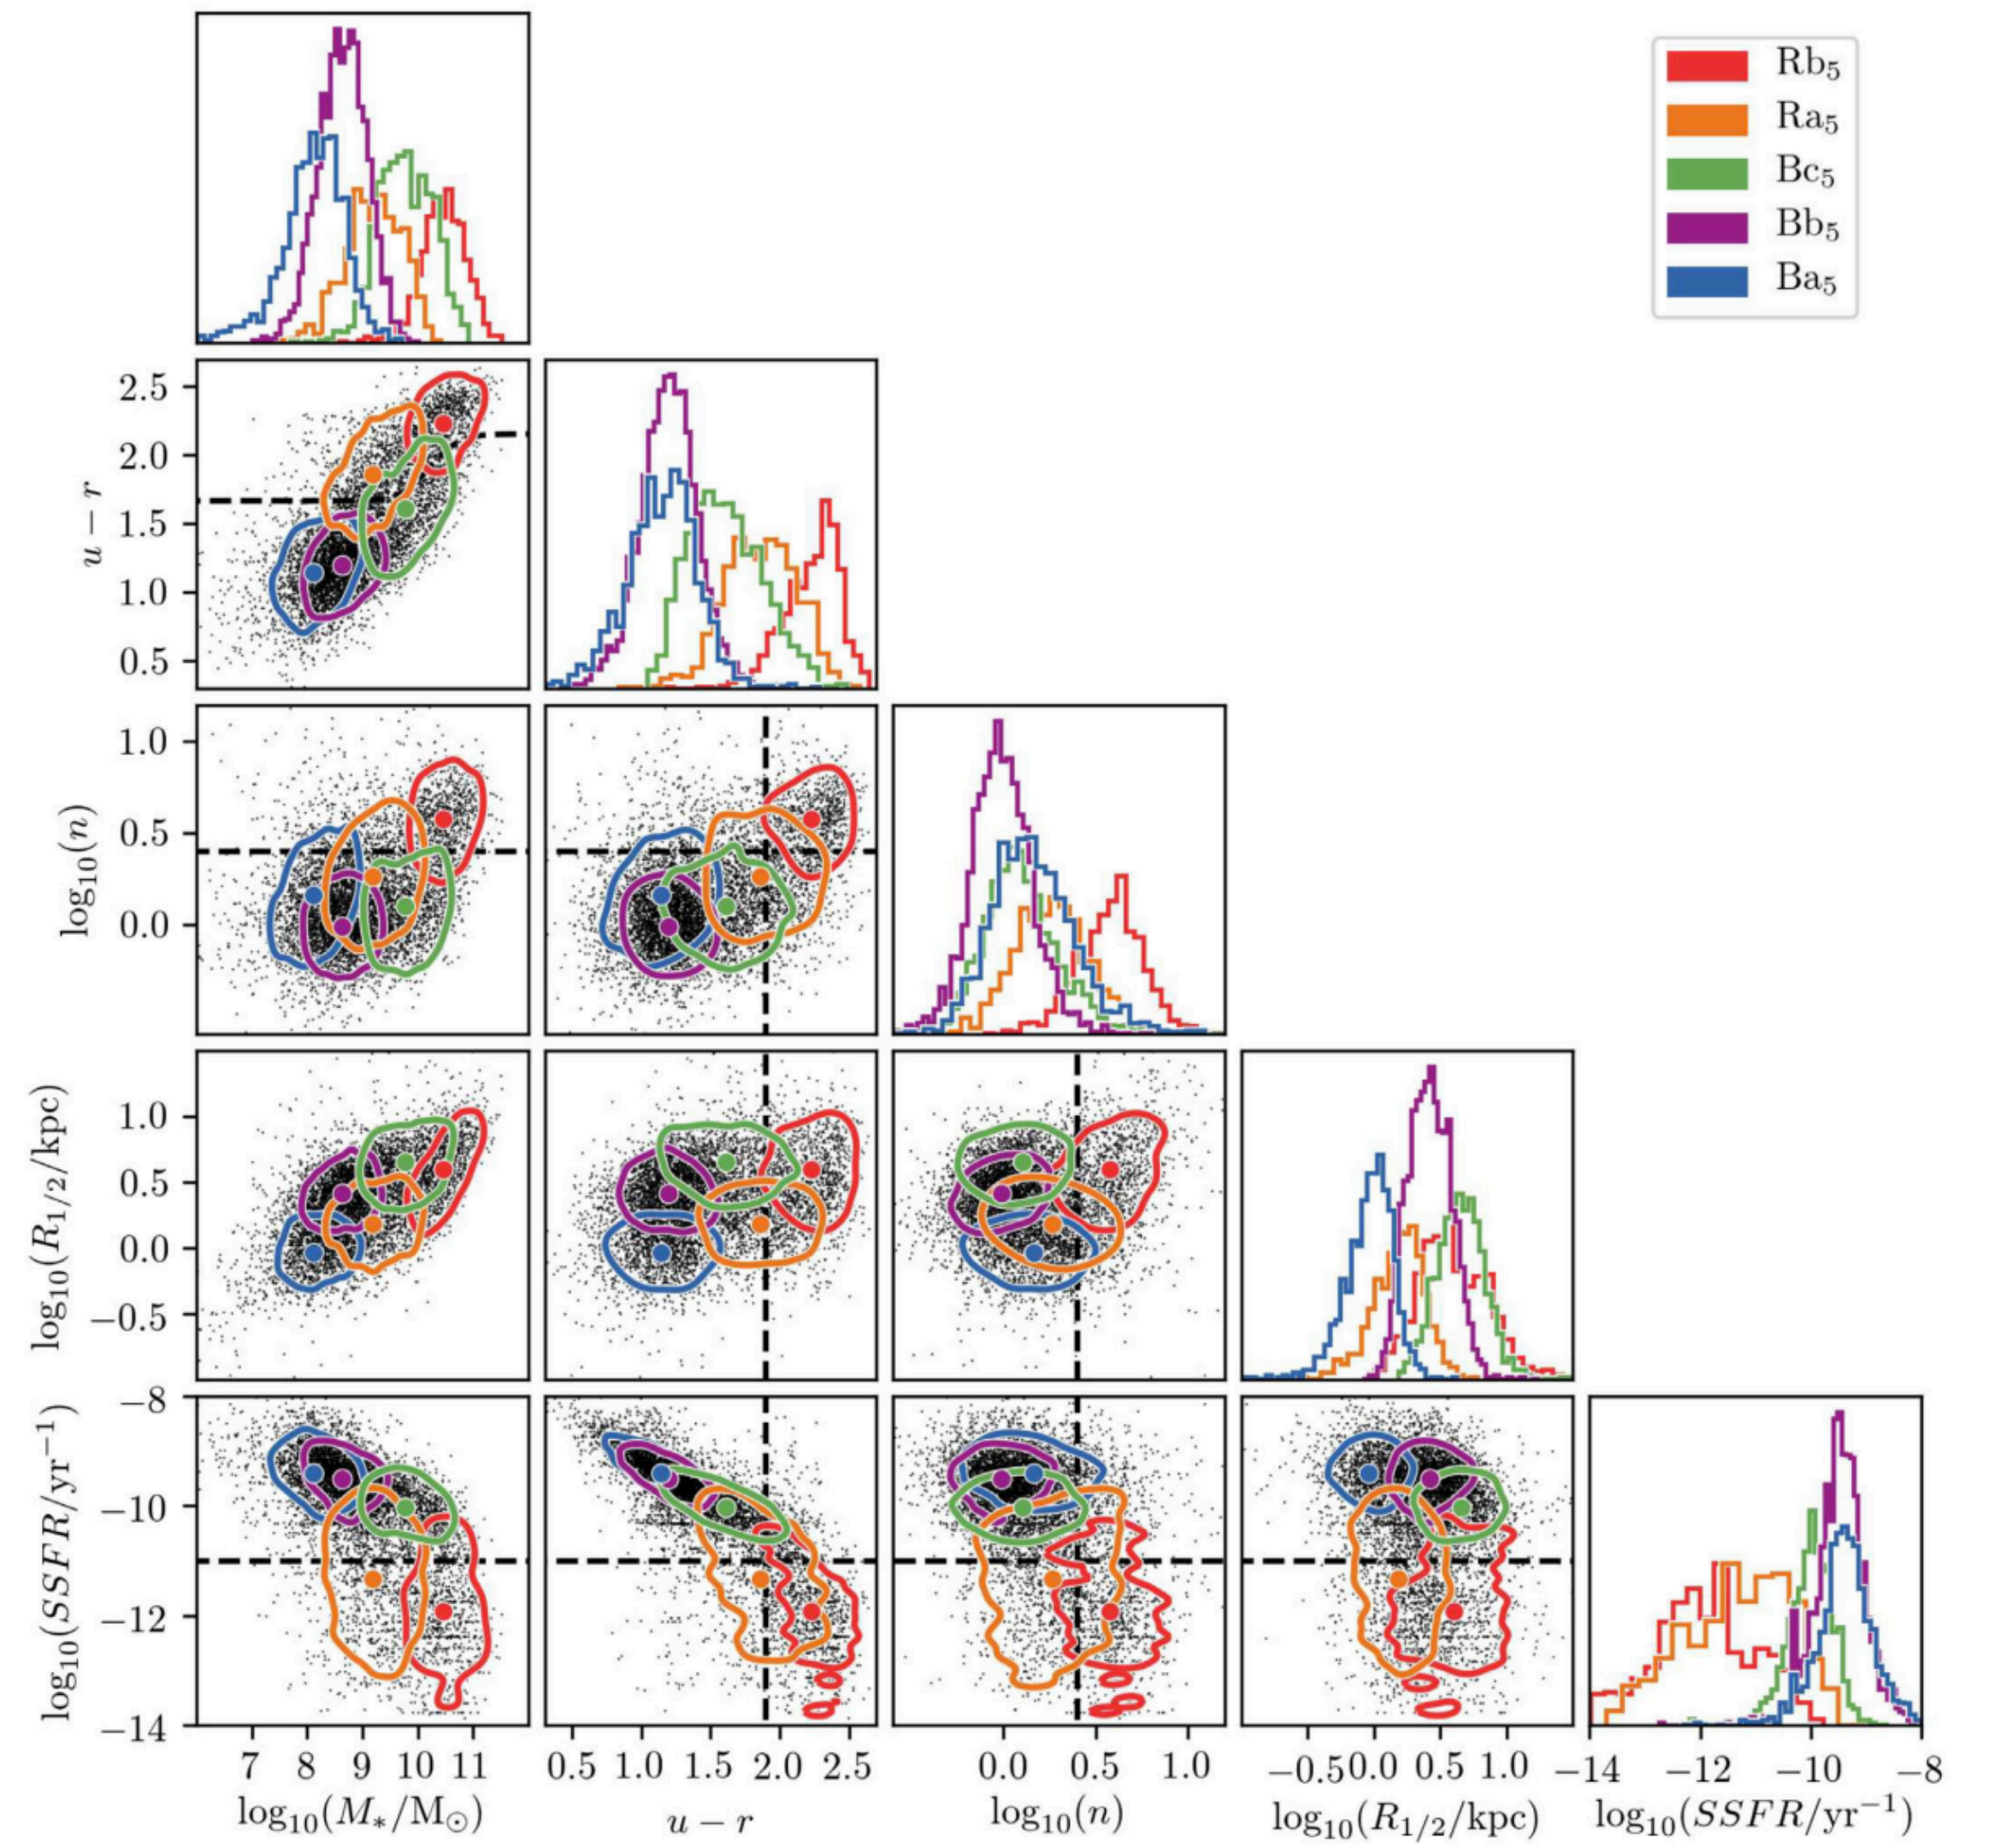 Rb₅
Ra₅
Bc₅
Bb₅
Ba₅
2.5
2.0
1.5
1.0
0.5
u − r
1.0
0.5
0.0
log₁₀(n)
1.0
0.5
0.0
−0.5
log₁₀(R₁/₂/kpc)
−8
−10
−12
−14
log₁₀(SSFR/yr⁻¹)
7 8 9 10 11 0.5 1.0 1.5 2.0 2.5 0.0 0.5 1.0 −0.5 0.0 0.5 1.0 −14 −12 −10 −8
log₁₀(M*/M⊙) u − r log₁₀(n) log₁₀(R₁/₂/kpc) log₁₀(SSFR/yr⁻¹)